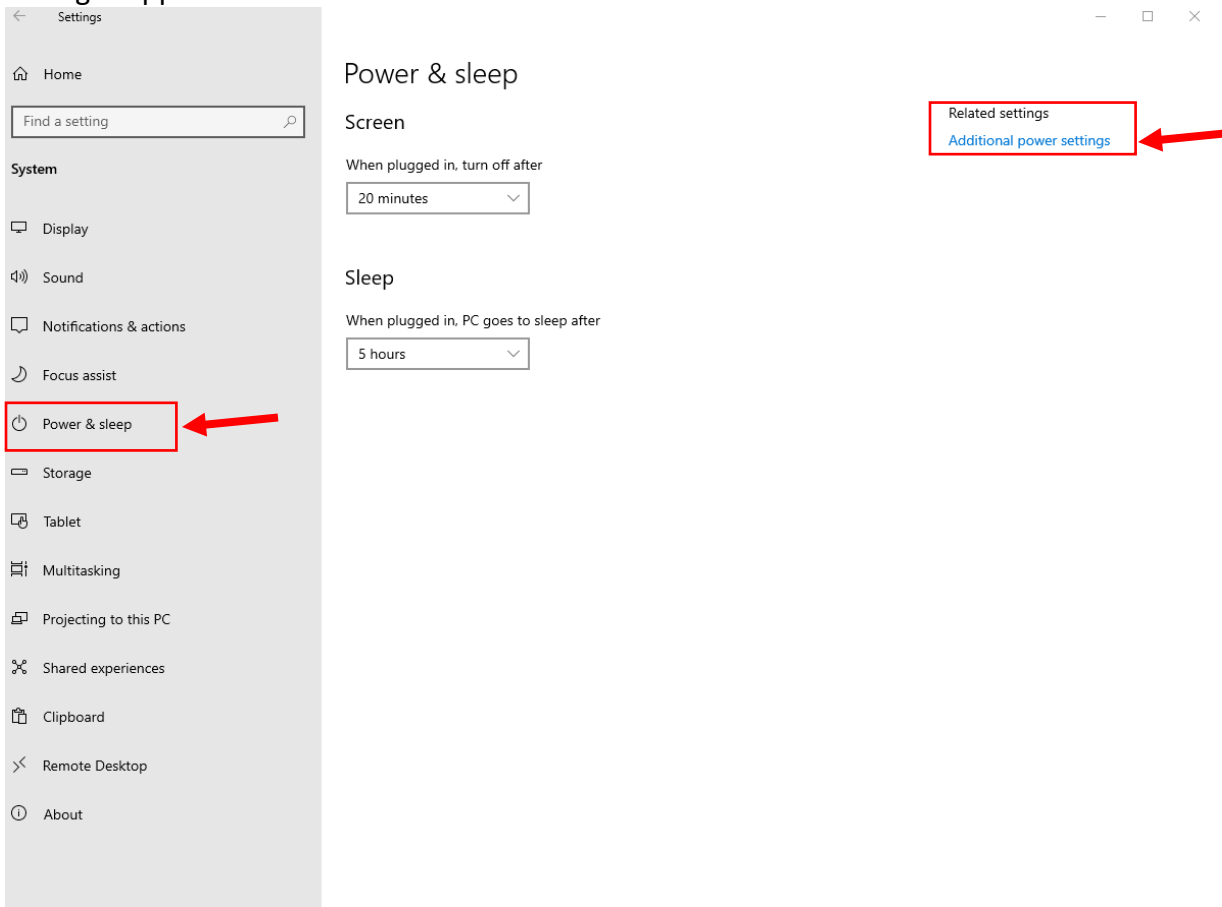 Settings
Home
Find a setting
System
Display
Sound
Notifications & actions
Focus assist
Power & sleep
Storage
Tablet
Multitasking
Projecting to this PC
Shared experiences
Clipboard
Remote Desktop
About
Power & sleep
Screen
When plugged in, turn off after
20 minutes
Sleep
When plugged in, PC goes to sleep after
5 hours
Related settings
Additional power settings